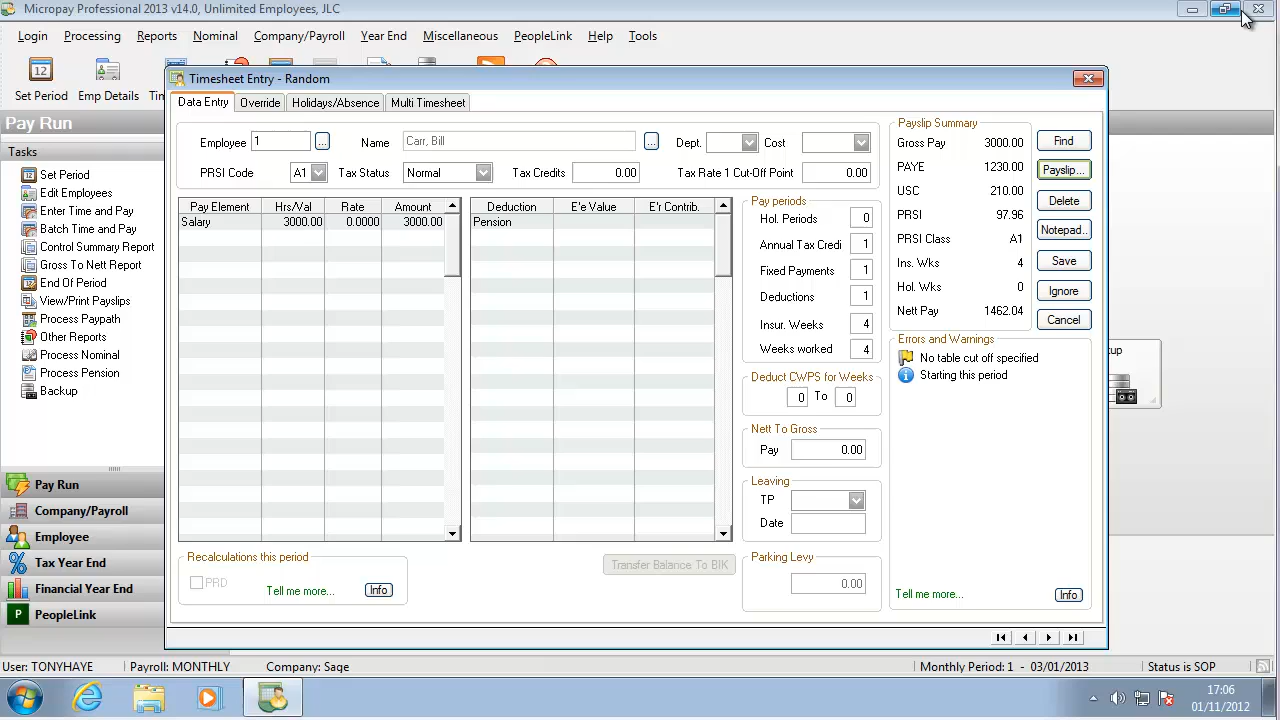 Micropay Professional 2013 v14.0, Unlimited Employees, JLC
Login Processing Reports Nominal Company/Payroll Year End Miscellaneous PeopleLink Help Tools
12
Set Period Emp Details
Timesheet Entry - Random
Data Entry Override Holidays/Absence Multi Timesheet
Pay Run
Tasks
Set Period
Edit Employees
Enter Time and Pay
Batch Time and Pay
Control Summary Report
Gross To Nett Report
End Of Period
View/Print Payslips
Process Paypath
Other Reports
Process Nominal
Process Pension
Backup
Pay Run
Company/Payroll
Employee
Tax Year End
Financial Year End
P PeopleLink
Employee 1 ... Name Carr, Bill ... Dept. Cost
PRSI Code A1 Tax Status Normal Tax Credits 0.00 Tax Rate 1 Cut-Off Point 0.00
Pay Element Hrs/Val Rate Amount
Salary 3000.00 0.0000 3000.00
Deduction E'e Value E'r Contrib.
Pension
Pay periods
Hol. Periods 0
Annual Tax Credi 1
Fixed Payments 1
Deductions 1
Insur. Weeks 4
Weeks worked 4
Deduct CWPS for Weeks
0 To 0
Nett To Gross
Pay 0.00
Leaving
TP
Date
Parking Levy
0.00
Payslip Summary
Gross Pay 3000.00
PAYE 1230.00
USC 210.00
PRSI 97.96
PRSI Class A1
Ins. Wks 4
Hol. Wks 0
Nett Pay 1462.04
Find
Payslip...
Delete
Notepad..
Save
Ignore
Cancel
Errors and Warnings
No table cut off specified
Starting this period
Tell me more... Info
Recalculations this period
PRD
Tell me more... Info
Transfer Balance To BIK
up
User: TONYHAYE Payroll: MONTHLY Company: Sage Monthly Period: 1 - 03/01/2013 Status is SOP
17:06
01/11/2012